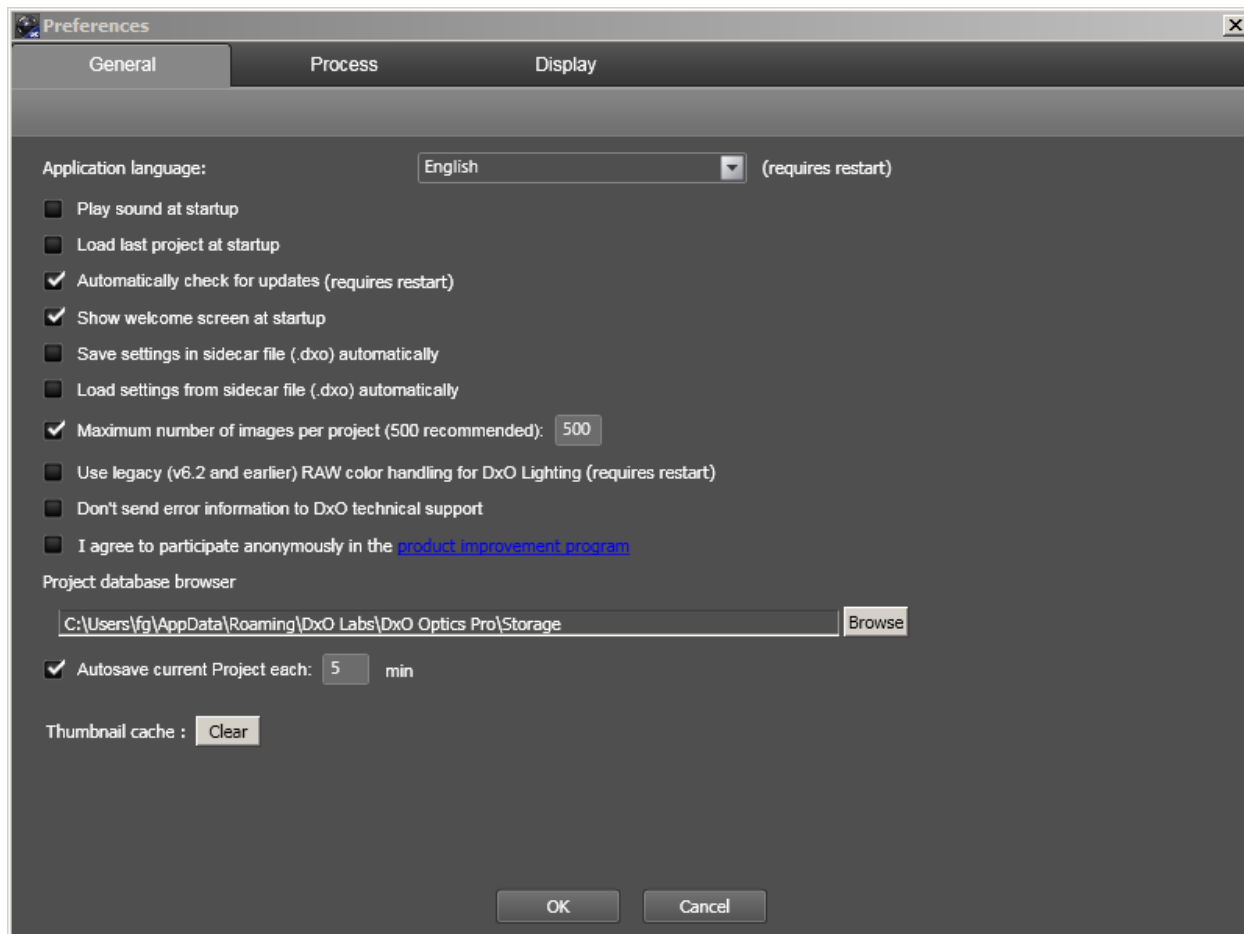 Preferences
General Process Display
Application language: English (requires restart)
Play sound at startup
Load last project at startup
Automatically check for updates (requires restart)
Show welcome screen at startup
Save settings in sidecar file (.dxo) automatically
Load settings from sidecar file (.dxo) automatically
Maximum number of images per project (500 recommended): 500
Use legacy (v6.2 and earlier) RAW color handling for DxO Lighting (requires restart)
Don't send error information to DxO technical support
I agree to participate anonymously in the product improvement program
Project database browser
C:\Users\fg\AppData\Roaming\DxO Labs\DxO Optics Pro\Storage Browse
Autosave current Project each: 5 min
Thumbnail cache : Clear
OK Cancel